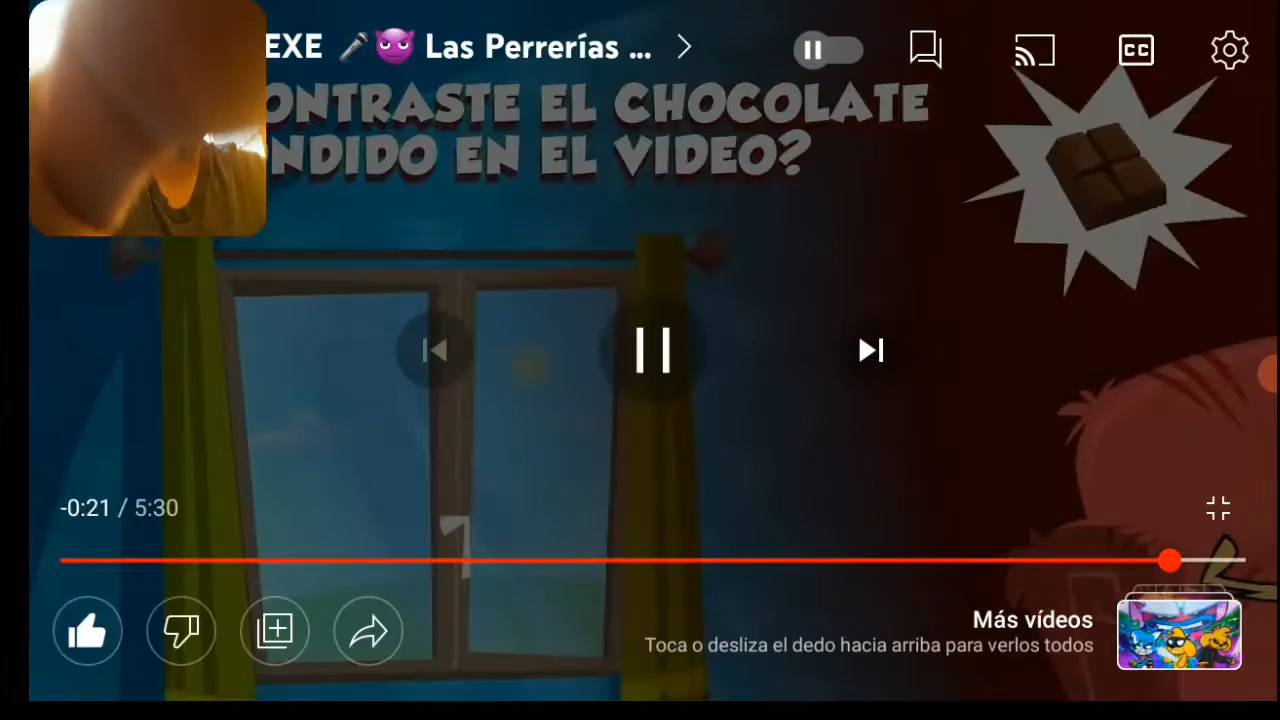 EXE 🎤😈 Las Perrerías ...
ONTRASTE EL CHOCOLATE
NDIDO EN EL VIDEO?
CC
-0:21 / 5:30
Más vídeos
Toca o desliza el dedo hacia arriba para verlos todos